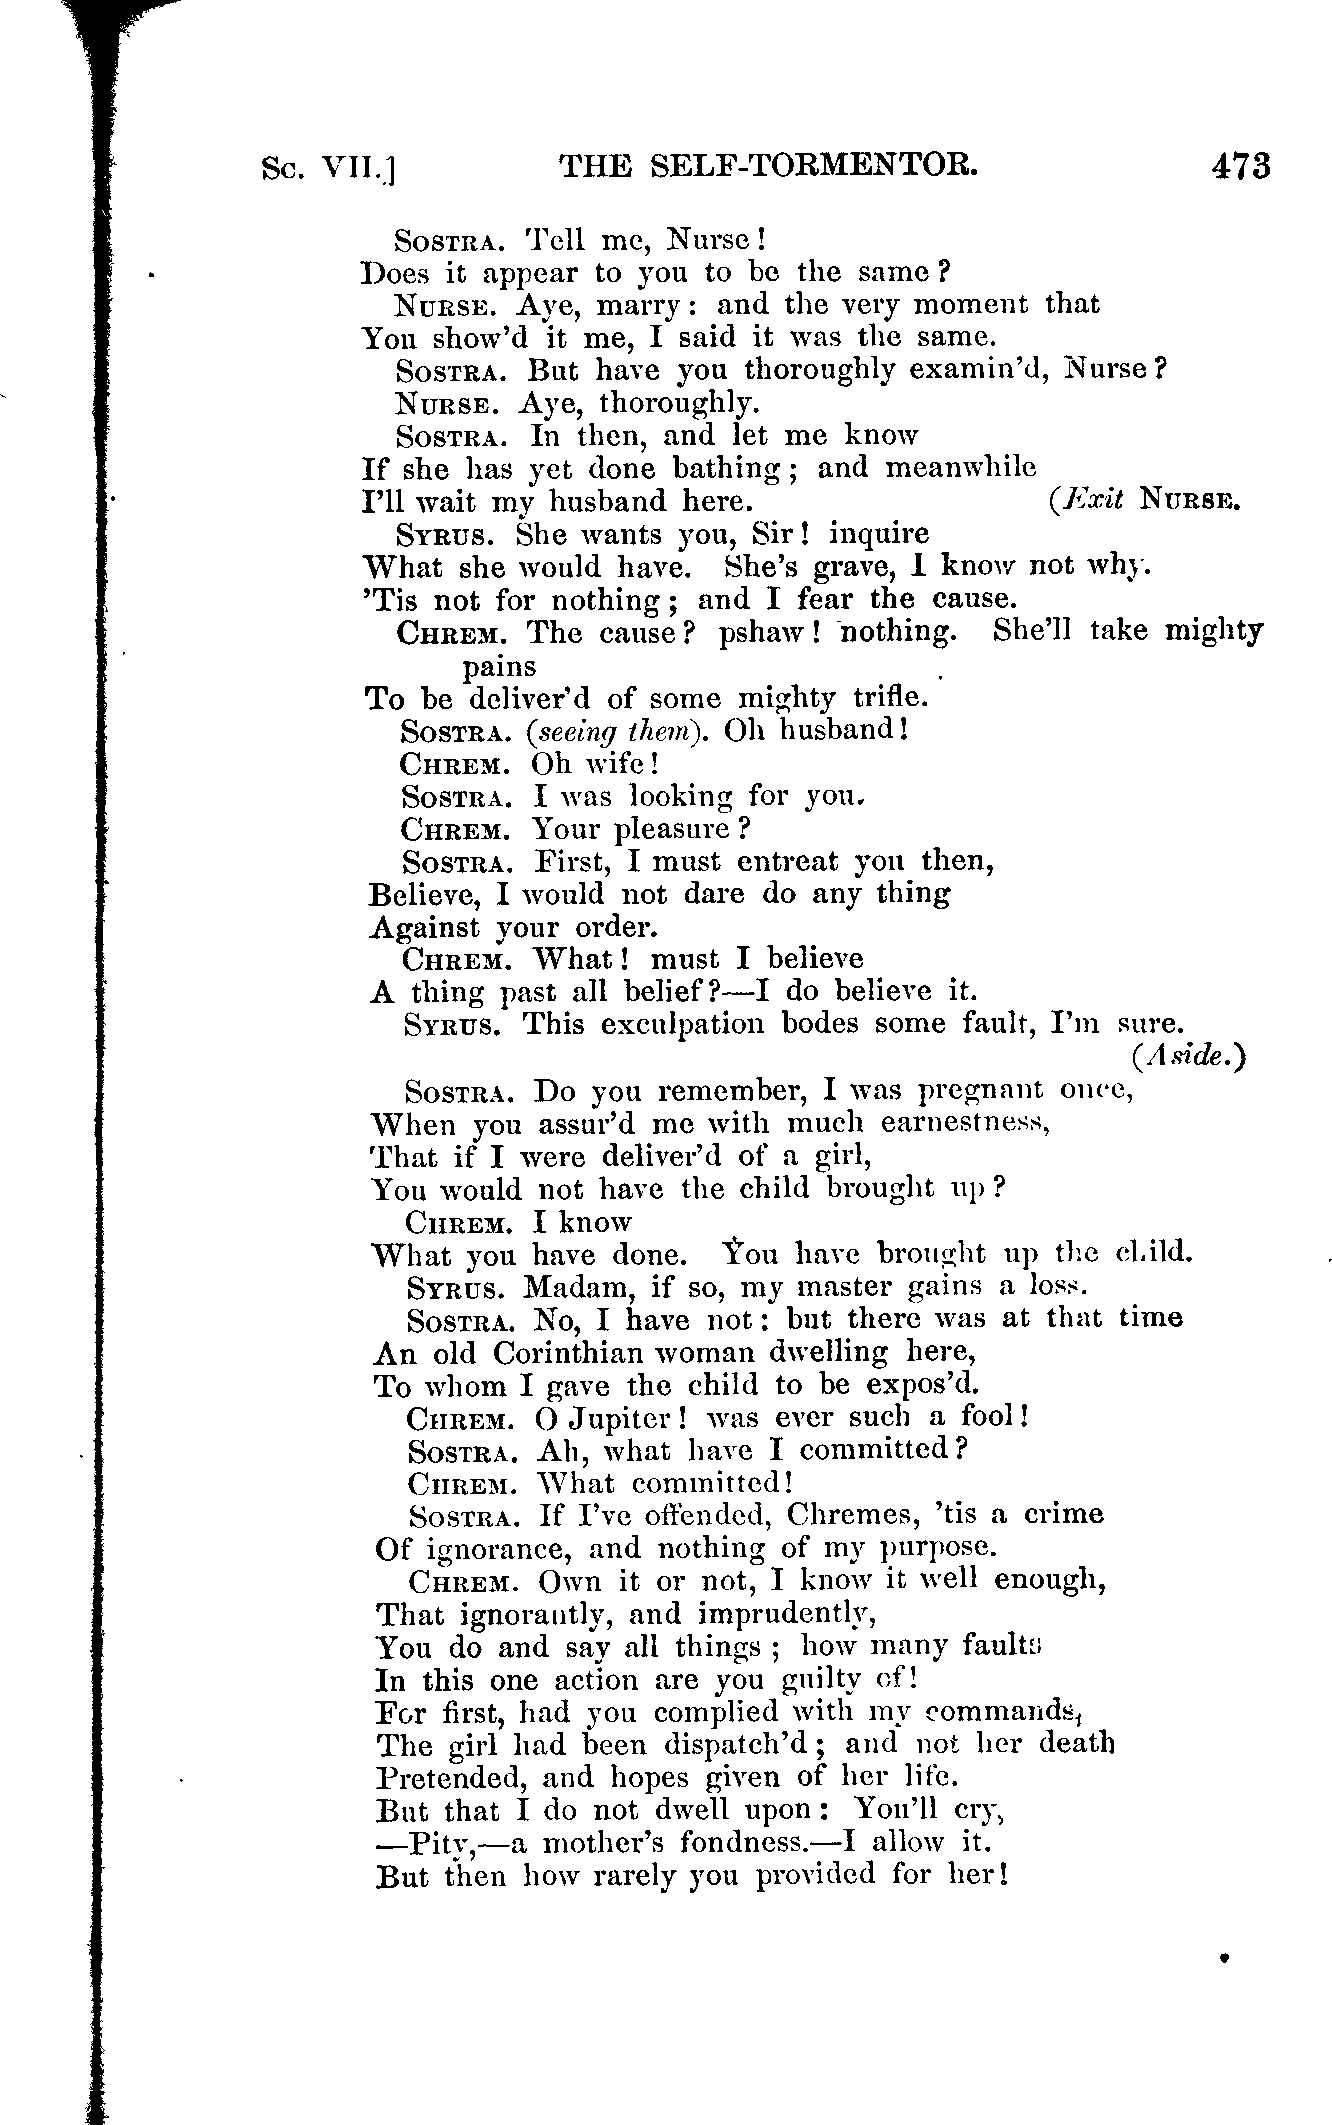 Sc. VII.] THE SELF-TORMENTOR. 473
Sostra. Tell me, Nurse!
Does it appear to you to be the same?
Nurse. Aye, marry: and the very moment that
You show'd it me, I said it was the same.
Sostra. But have you thoroughly examin'd, Nurse?
Nurse. Aye, thoroughly.
Sostra. In then, and let me know
If she has yet done bathing; and meanwhile
I'll wait my husband here. (Exit Nurse.
Syrus. She wants you, Sir! inquire
What she would have. She's grave, I know not why.
'Tis not for nothing; and I fear the cause.
Chrem. The cause? pshaw! nothing. She'll take mighty
pains
To be deliver'd of some mighty trifle.
Sostra. (seeing them). Oh husband!
Chrem. Oh wife!
Sostra. I was looking for you.
Chrem. Your pleasure?
Sostra. First, I must entreat you then,
Believe, I would not dare do any thing
Against your order.
Chrem. What! must I believe
A thing past all belief?—I do believe it.
Syrus. This exculpation bodes some fault, I'm sure.
(Aside.)
Sostra. Do you remember, I was pregnant once,
When you assur'd me with much earnestness,
That if I were deliver'd of a girl,
You would not have the child brought up?
Chrem. I know
What you have done. You have brought up the child.
Syrus. Madam, if so, my master gains a loss.
Sostra. No, I have not: but there was at that time
An old Corinthian woman dwelling here,
To whom I gave the child to be expos'd.
Chrem. O Jupiter! was ever such a fool!
Sostra. Ah, what have I committed?
Chrem. What committed!
Sostra. If I've offended, Chremes, 'tis a crime
Of ignorance, and nothing of my purpose.
Chrem. Own it or not, I know it well enough,
That ignorantly, and imprudently,
You do and say all things; how many faults
In this one action are you guilty of!
For first, had you complied with my commands,
The girl had been dispatch'd; and not her death
Pretended, and hopes given of her life.
But that I do not dwell upon: You'll cry,
—Pity,—a mother's fondness.—I allow it.
But then how rarely you provided for her!